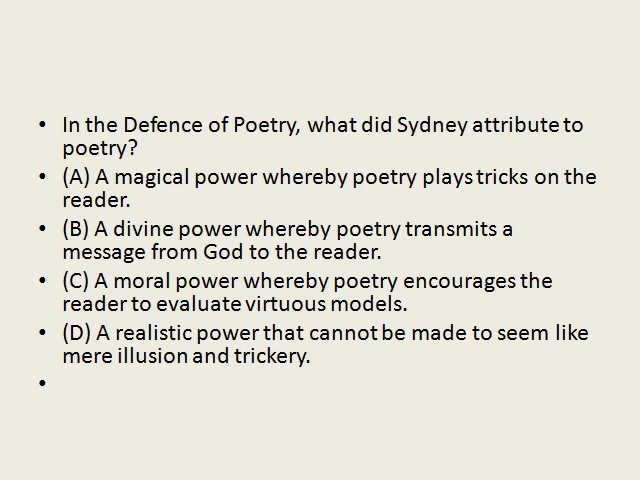 • In the Defence of Poetry, what did Sydney attribute to
poetry?
• (A) A magical power whereby poetry plays tricks on the
reader.
• (B) A divine power whereby poetry transmits a
message from God to the reader.
• (C) A moral power whereby poetry encourages the
reader to evaluate virtuous models.
• (D) A realistic power that cannot be made to seem like
mere illusion and trickery.
•